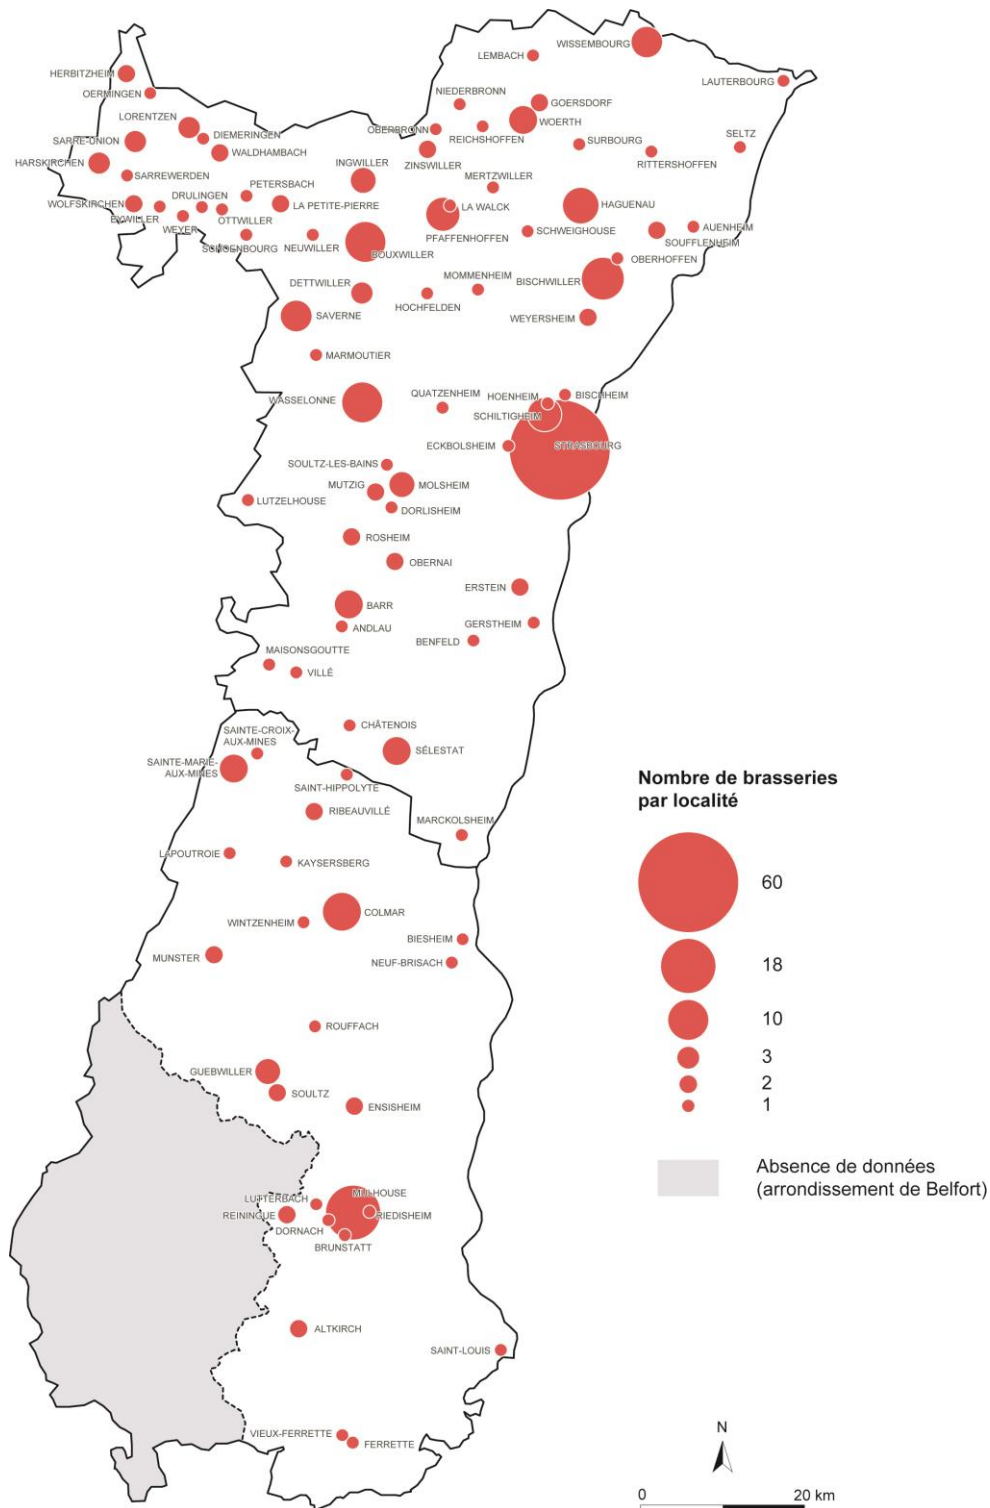 WISSEMBOURG
LEMBACH
HERBITZHEIM
LAUTERBOURG
OERMINGEN
NIEDERBRONN
GOERSDORF
LORENTZEN
WOERTH
OBERBRONN
REICHSHOFFEN
DIEMERINGEN
SARRE-UNION
SURBOURG
SELTZ
WALDHAMBACH
INGWILLER
ZINSWILLER
RITTERSHOFFEN
HARSKIRCHEN
SARREWERDEN
PETERSBACH
MERTZWILLER
DRULINGEN
WOLFSKIRCHEN
LA PETITE-PIERRE
LA WALCK
HAGUENAU
EYWILLER
OTTWILLER
WEYER
AUENHEIM
PFAFFENHOFFEN
SCHWEIGHOUSE
SOUFFLENHEIM
SCHOENBOURG
NEUWILLER
BOUXWILLER
OBERHOFFEN
MOMMENHEIM
BISCHWILLER
DETTWILLER
HOCHFELDEN
SAVERNE
WEYERSHEIM
MARMOUTIER
QUATZENHEIM
HOENHEIM
BISCHHEIM
WASSELONNE
SCHILTIGHEIM
ECKBOLSHEIM
STRASBOURG
SOULTZ-LES-BAINS
MUTZIG
MOLSHEIM
LUTZELHOUSE
DORLISHEIM
ROSHEIM
OBERNAI
ERSTEIN
BARR
ANDLAU
GERSTHEIM
BENFELD
MAISONSGOUTTE
VILLÉ
CHÂTENOIS
SAINTE-CROIX-
AUX-MINES
SÉLESTAT
SAINTE-MARIE-
AUX-MINES
SAINT-HIPPOLYTE
RIBEAUVILLÉ
MARCKOLSHEIM
LAPOUTROIE
KAYSERSBERG
COLMAR
WINTZENHEIM
BIESHEIM
MUNSTER
NEUF-BRISACH
ROUFFACH
GUEBWILLER
SOULTZ
ENSISHEIM
MULHOUSE
LUTTERBACH
REININGUE
RIEDISHEIM
DORNACH
BRUNSTATT
ALTKIRCH
SAINT-LOUIS
VIEUX-FERRETTE
FERRETTE
Nombre de brasseries
par localité
60
18
10
3
2
1
Absence de données
(arrondissement de Belfort)
N
0 20 km